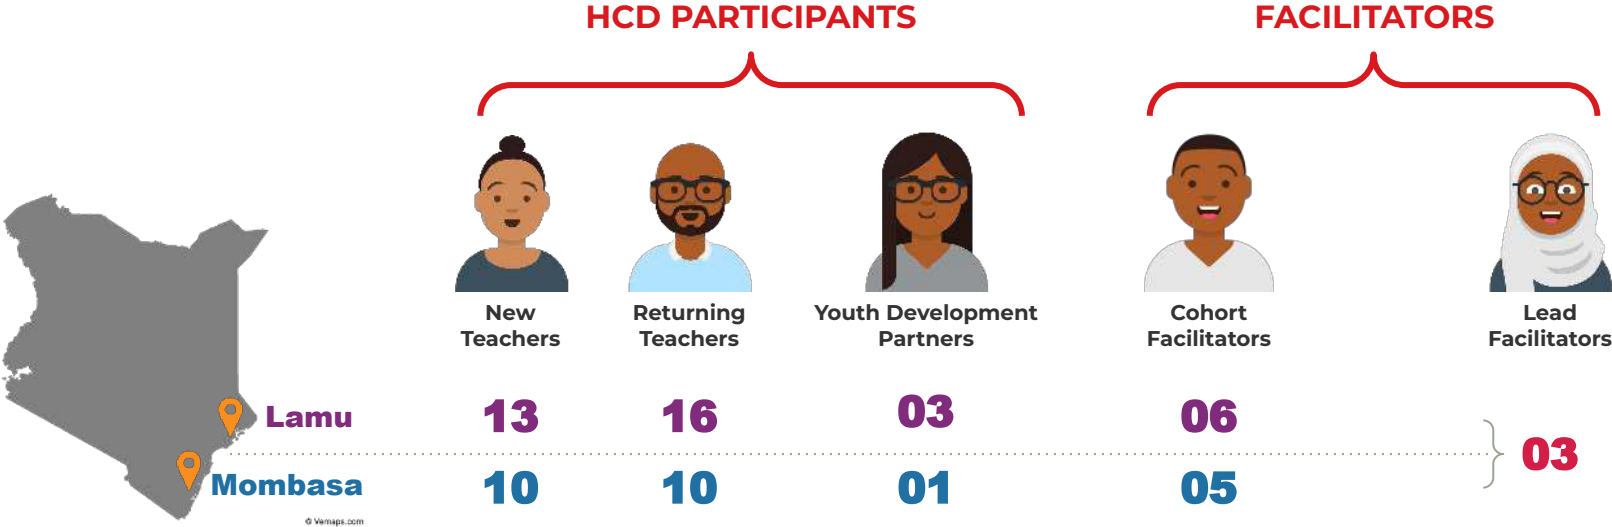 HCD PARTICIPANTS
FACILITATORS
New
Teachers
Returning
Teachers
Youth Development
Partners
Cohort
Facilitators
Lead
Facilitators
Lamu
13
16
03
06
03
Mombasa
10
10
01
05
© Vemaps.com